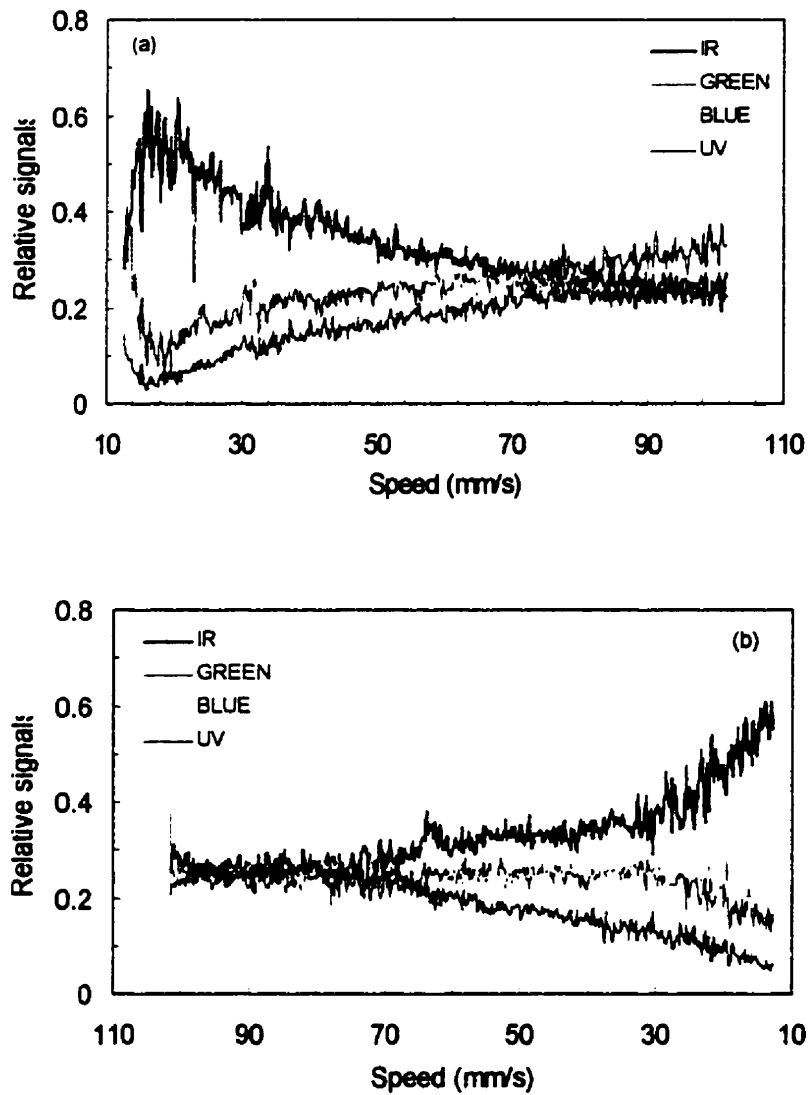 0.8
(a)
IR
GREEN
BLUE
UV
0.6
0.4
0.2
0
Relative signals
10 30 50 70 90 110
Speed (mm/s)
0.8
IR
GREEN
BLUE
UV
(b)
0.6
0.4
0.2
0
Relative signals
110 90 70 50 30 10
Speed (mm/s)